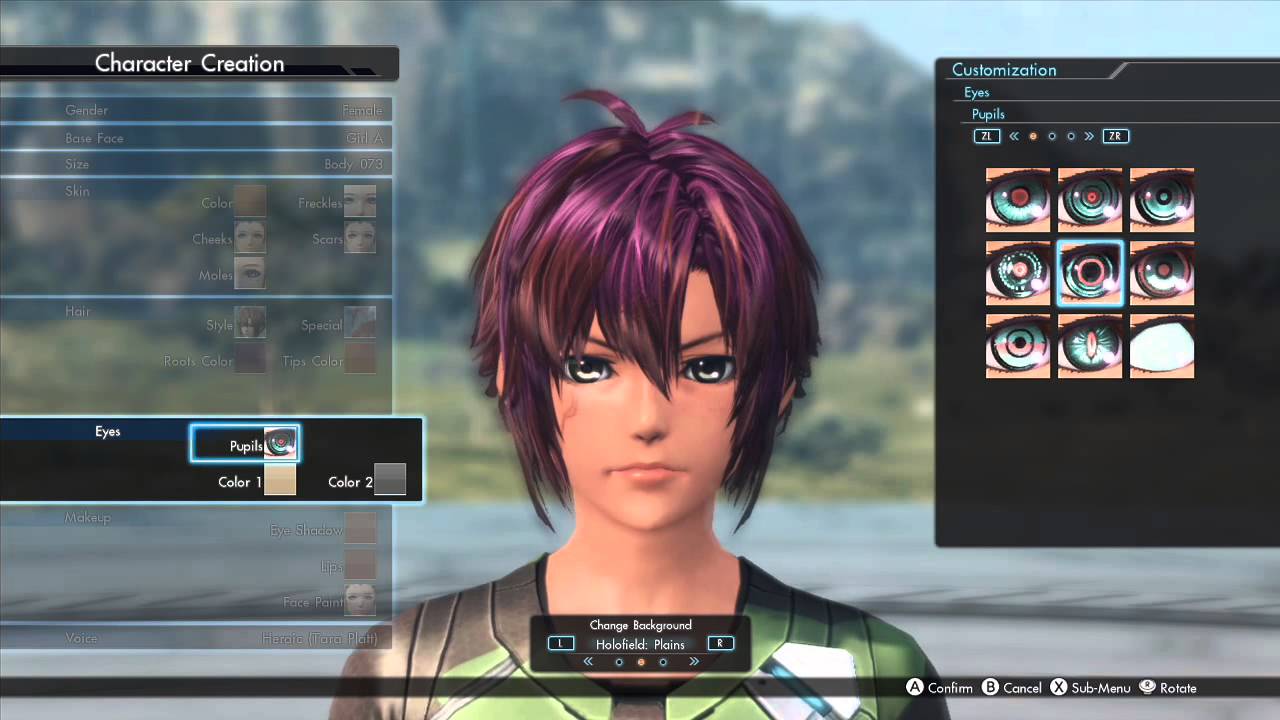 Character Creation
Gender Female
Base Face Girl A
Size Body 073
Skin
Color Freckles
Cheeks Scars
Moles
Hair
Style Special
Roots Color Tips Color
Eyes
Pupils
Color 1 Color 2
Makeup
Eye Shadow
Lips
Face Paint
Voice Heroic (Tara Platt)
Customization
Eyes
Pupils
ZL « » ZR
Change Background
L Holofield: Plains R
« »
A Confirm B Cancel X Sub-Menu R Rotate